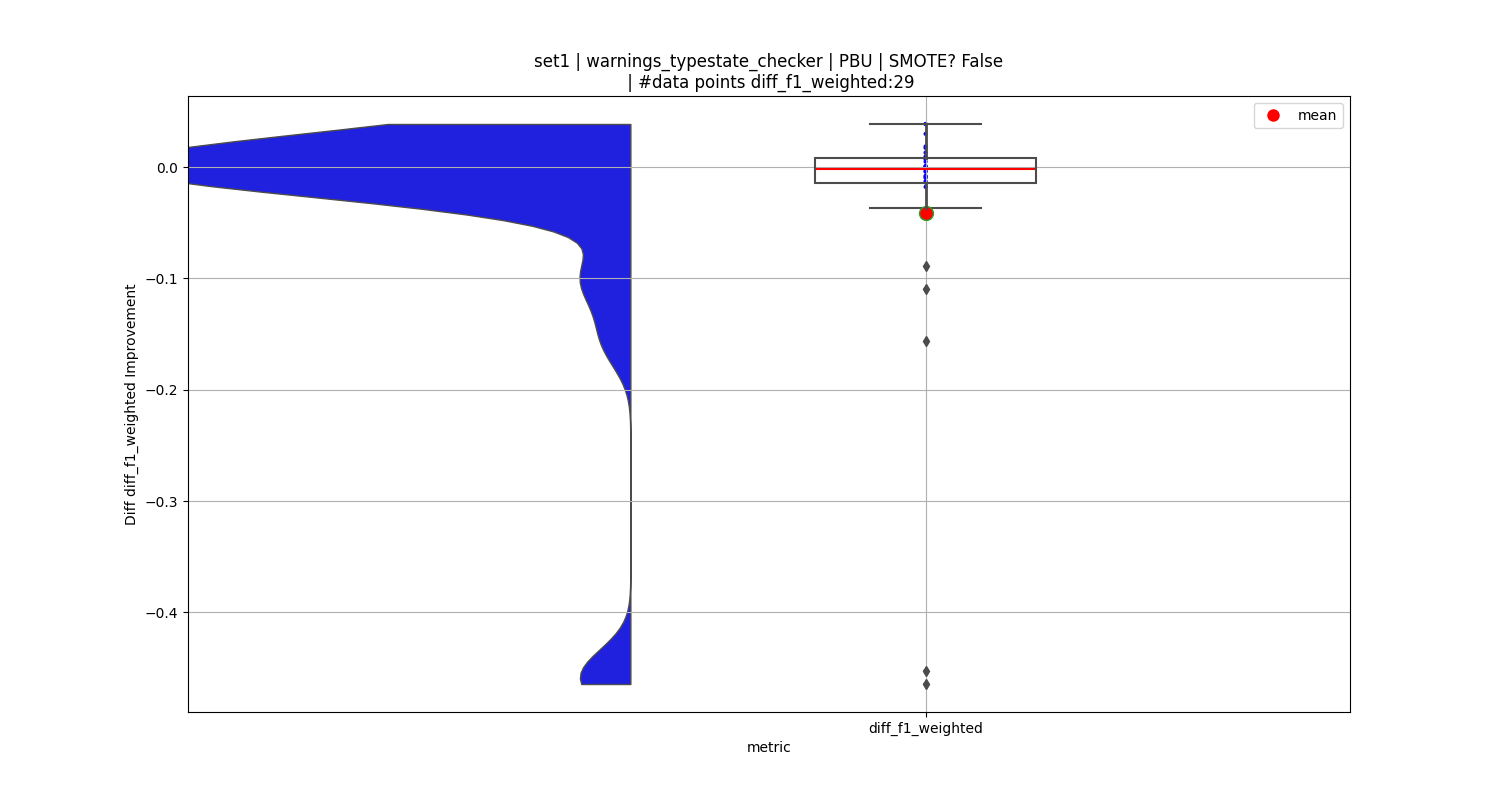 set1 | warnings_typestate_checker | PBU | SMOTE? False
| #data points diff_f1_weighted:29
mean
0.0
−0.1
−0.2
−0.3
−0.4
Diff diff_f1_weighted Improvement
diff_f1_weighted
metric